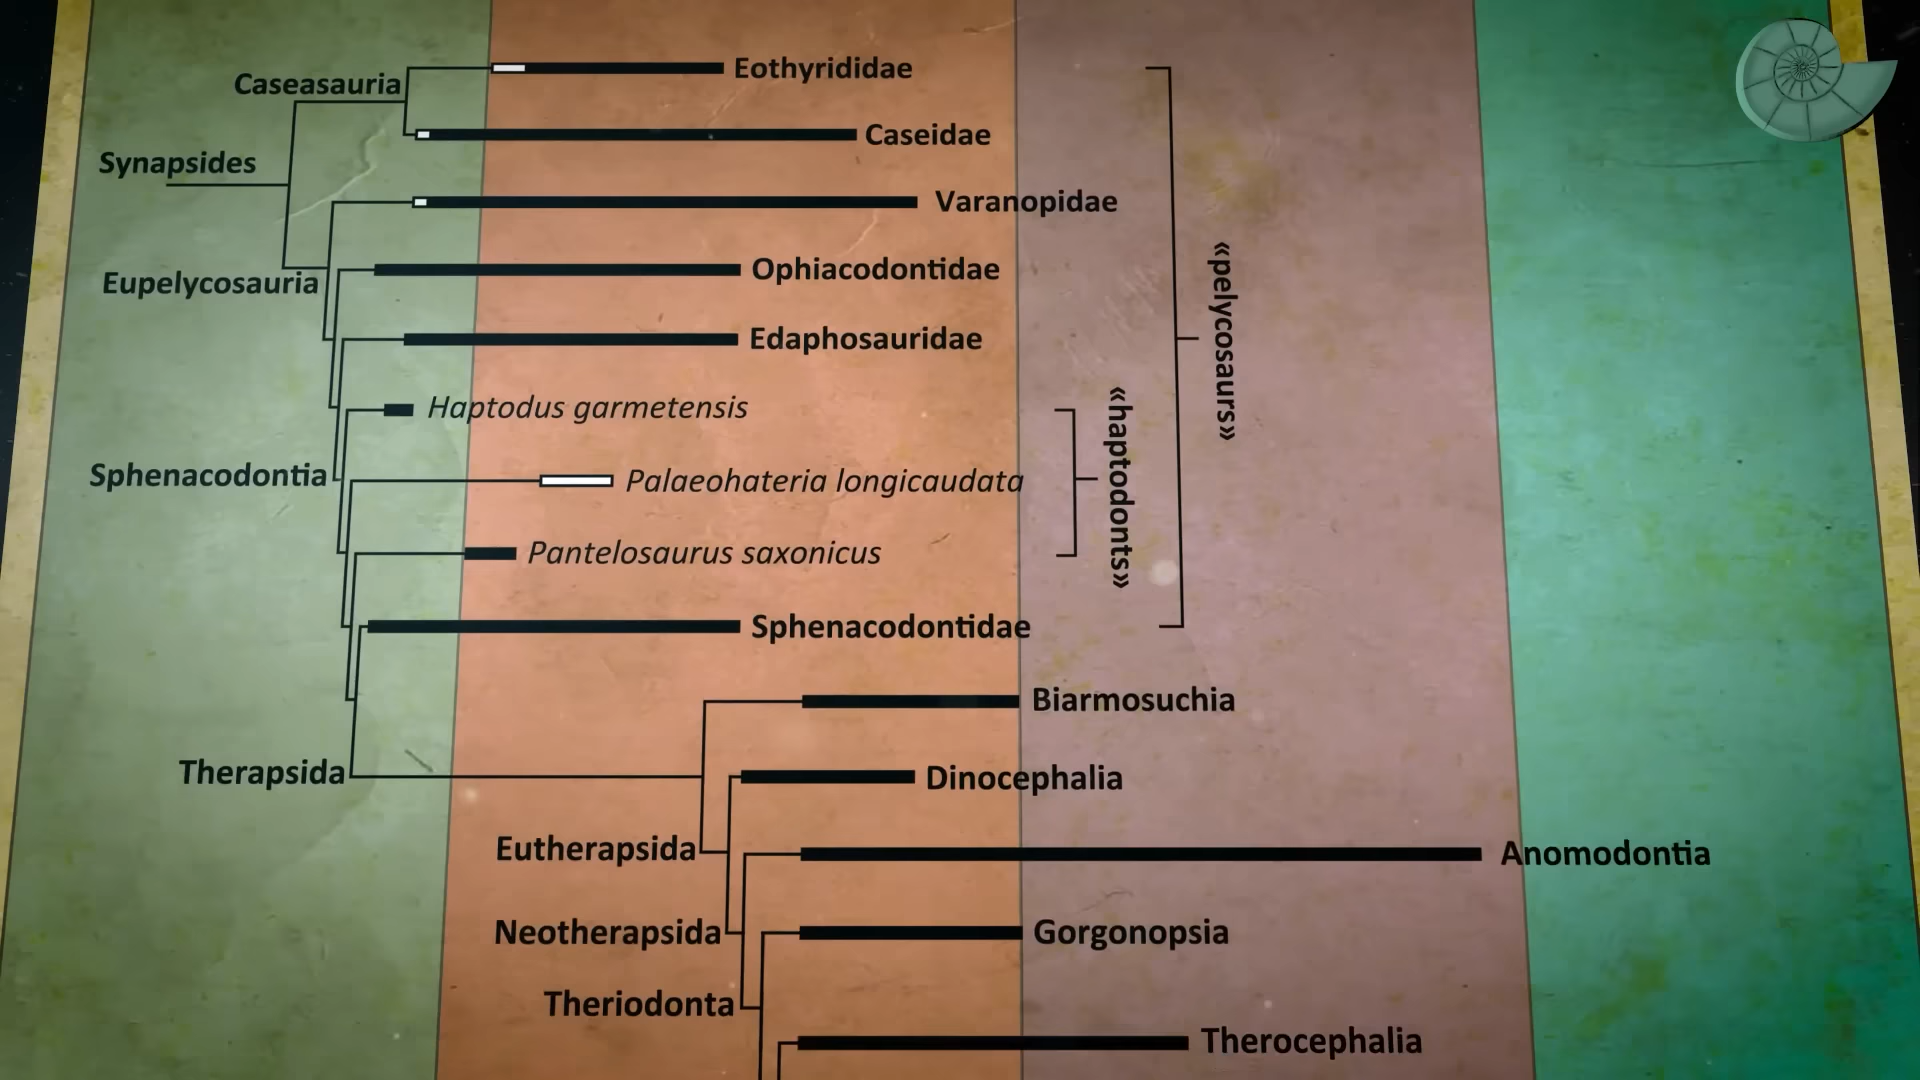 Eothyrididae
Caseasauria
Caseidae
Synapsides
Varanopidae
Ophiacodontidae
Eupelycosauria
Edaphosauridae
«pelycosaurs»
Haptodus garmetensis
Sphenacodontia
Palaeohateria longicaudata
«haptodonts»
Pantelosaurus saxonicus
Sphenacodontidae
Biarmosuchia
Therapsida
Dinocephalia
Eutherapsida
Anomodontia
Neotherapsida
Gorgonopsia
Theriodonta
Therocephalia